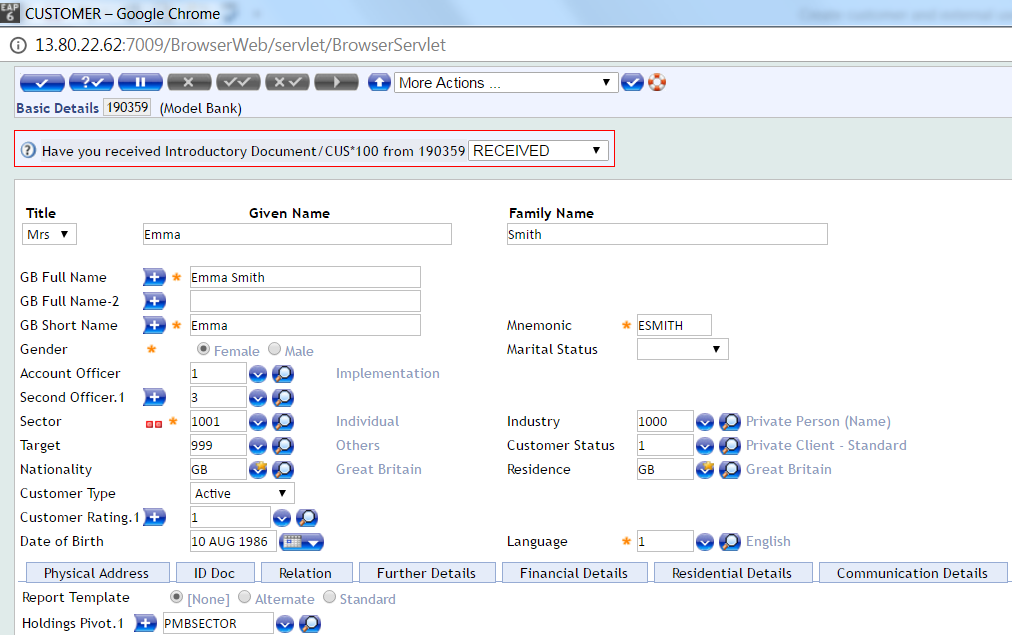 EAP 6 CUSTOMER – Google Chrome
13.80.22.62:7009/BrowserWeb/servlet/BrowserServlet
More Actions ...
Basic Details 190359 (Model Bank)
Have you received Introductory Document/CUS*100 from 190359 RECEIVED
Title Given Name Family Name
Mrs Emma Smith
GB Full Name Emma Smith
GB Full Name-2
GB Short Name Emma Mnemonic ESMITH
Gender Female Male Marital Status
Account Officer 1 Implementation
Second Officer.1 3
Sector 1001 Individual Industry 1000 Private Person (Name)
Target 999 Others Customer Status 1 Private Client - Standard
Nationality GB Great Britain Residence GB Great Britain
Customer Type Active
Customer Rating.1 1
Date of Birth 10 AUG 1986 Language 1 English
Physical Address ID Doc Relation Further Details Financial Details Residential Details Communication Details
Report Template [None] Alternate Standard
Holdings Pivot.1 PMBSECTOR